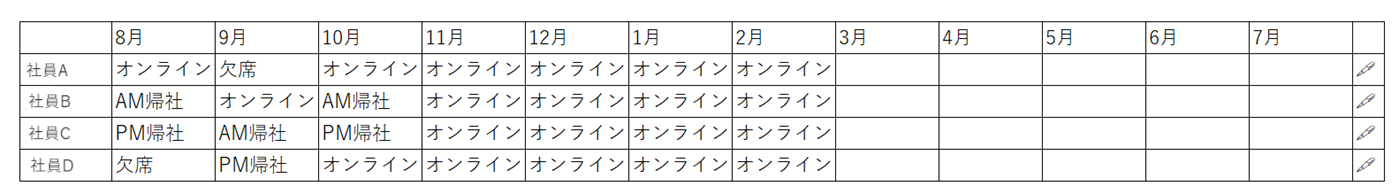 8月 9月 10月 11月 12月 1月 2月 3月 4月 5月 6月 7月
社員A オンライン 欠席 オンライン オンライン オンライン オンライン オンライン
社員B AM帰社 オンライン AM帰社 オンライン オンライン オンライン オンライン
社員C PM帰社 AM帰社 PM帰社 オンライン オンライン オンライン オンライン
社員D 欠席 PM帰社 オンライン オンライン オンライン オンライン オンライン